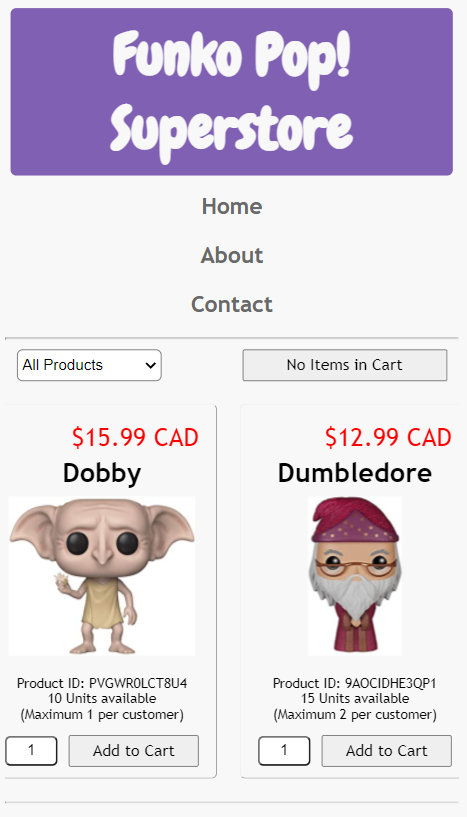 Funko Pop!
Superstore
Home
About
Contact
All Products
No Items in Cart
$15.99 CAD
Dobby
Product ID: PVGWR0LCT8U4
10 Units available
(Maximum 1 per customer)
1
Add to Cart
$12.99 CAD
Dumbledore
Product ID: 9AOCIDHE3QP1
15 Units available
(Maximum 2 per customer)
1
Add to Cart